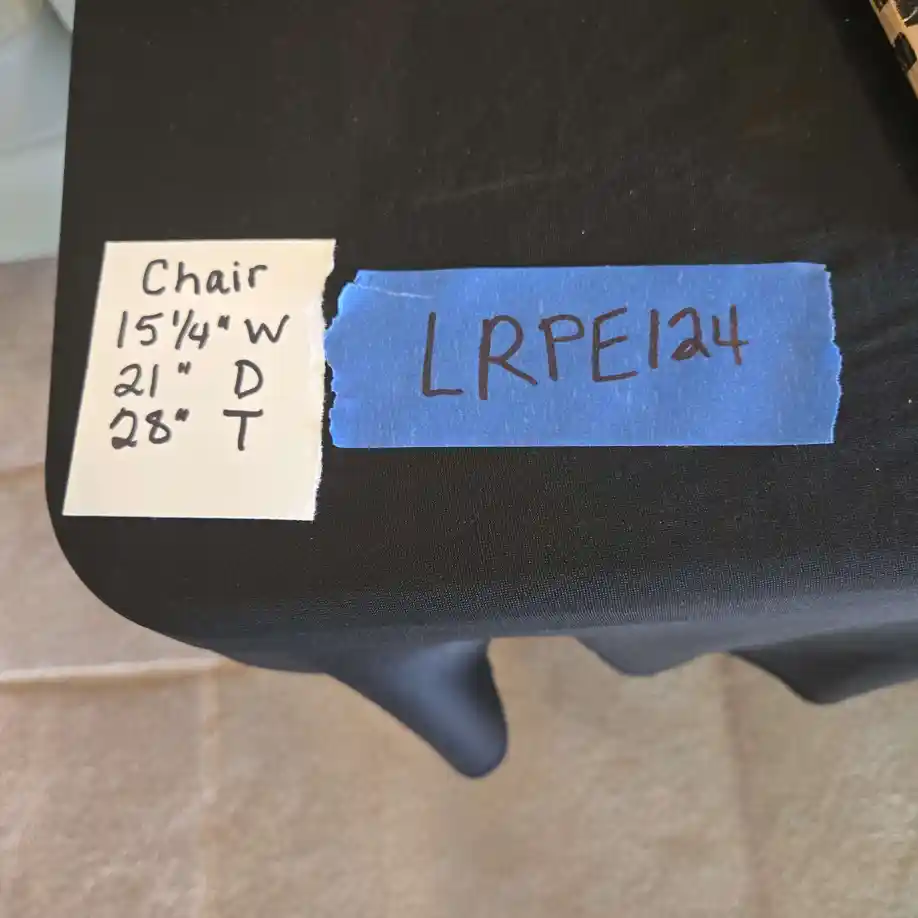 Chair
15 1/4" W
21" D
28" T
LRPE124